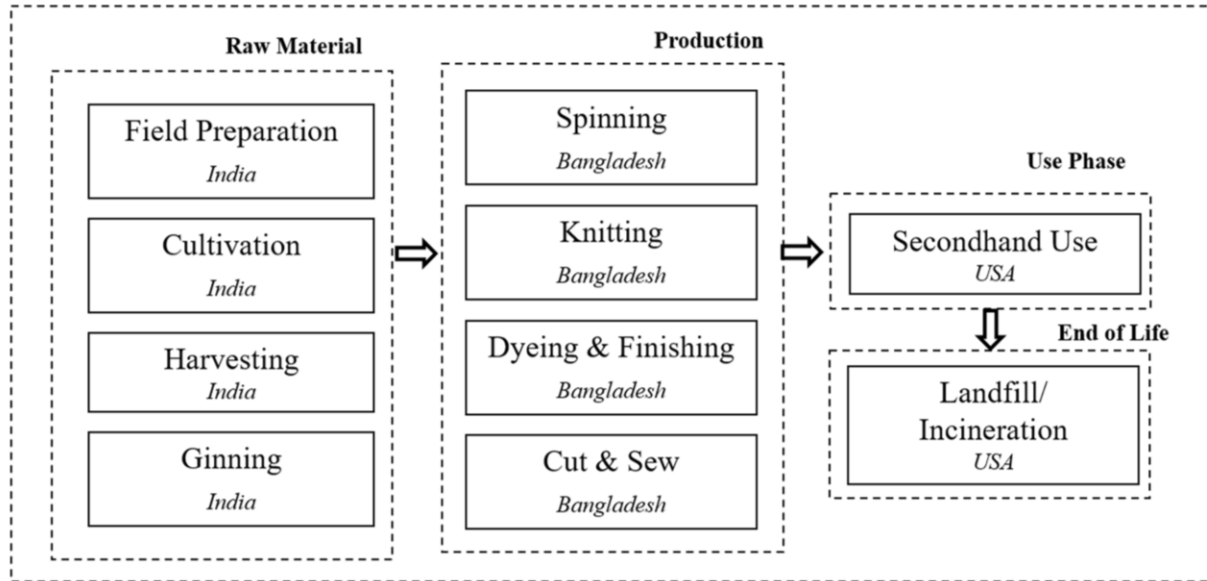 Raw Material
Field Preparation
India
Cultivation
India
Harvesting
India
Ginning
India
Production
Spinning
Bangladesh
Knitting
Bangladesh
Dyeing & Finishing
Bangladesh
Cut & Sew
Bangladesh
Use Phase
Secondhand Use
USA
End of Life
Landfill/
Incineration
USA